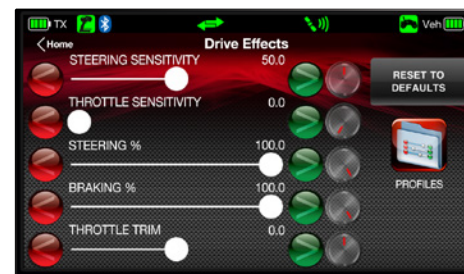 TX Veh
Home Drive Effects
STEERING SENSITIVITY 50.0
RESET TO
DEFAULTS
THROTTLE SENSITIVITY 0.0
STEERING % 100.0
BRAKING % 100.0
PROFILES
THROTTLE TRIM 0.0